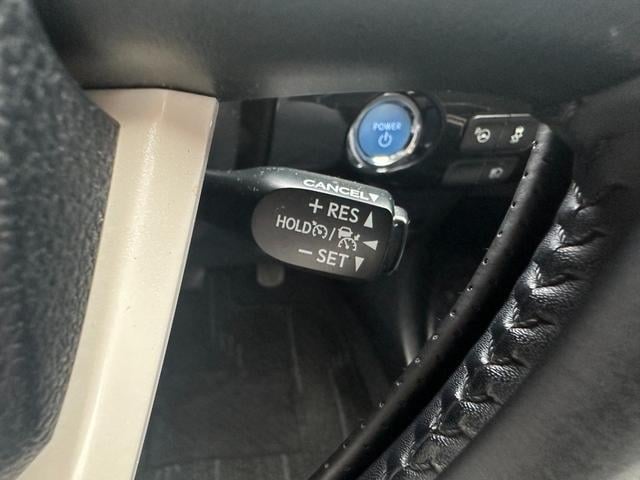 POWER
CANCEL▼
+RES▲
HOLD / ◄
−SET▼